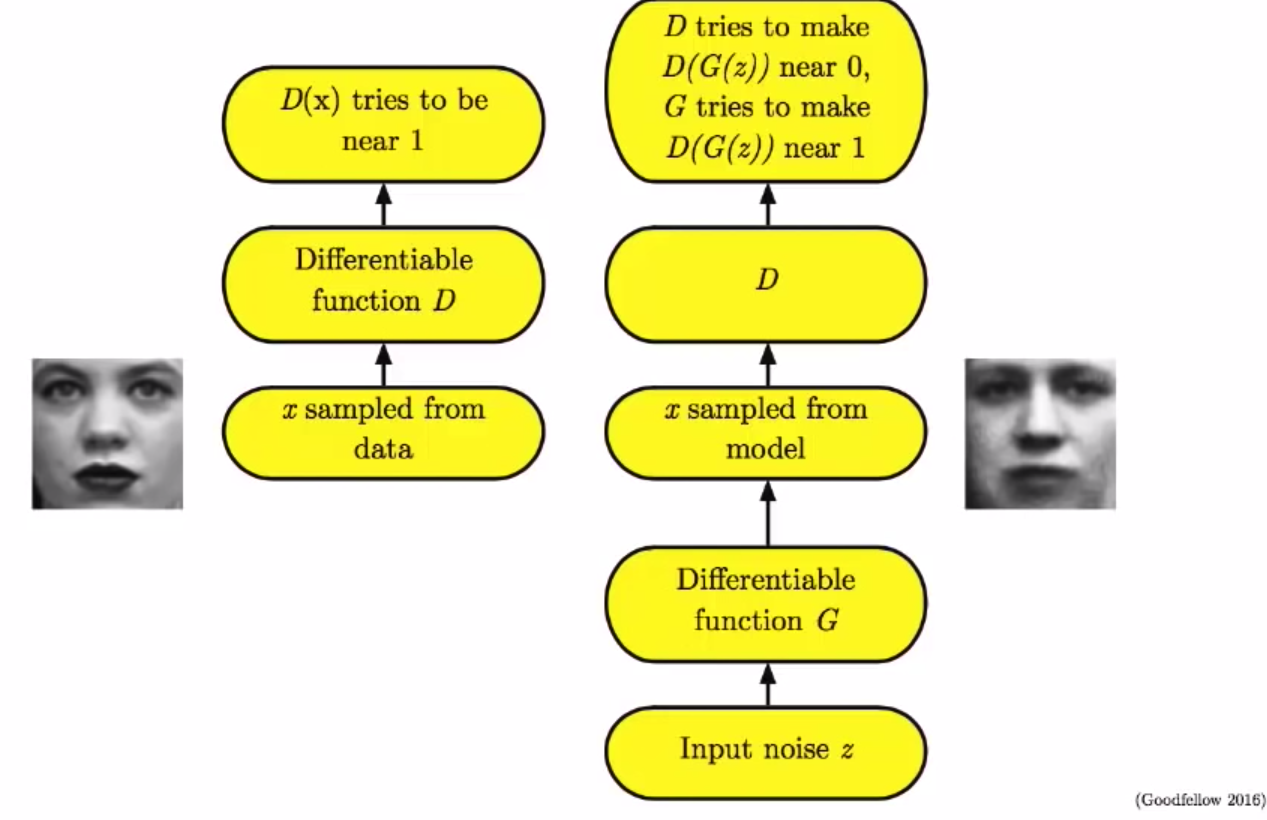 D(x) tries to be
near 1
Differentiable
function D
x sampled from
data
D tries to make
D(G(z)) near 0,
G tries to make
D(G(z)) near 1
D
x sampled from
model
Differentiable
function G
Input noise z
(Goodfellow 2016)